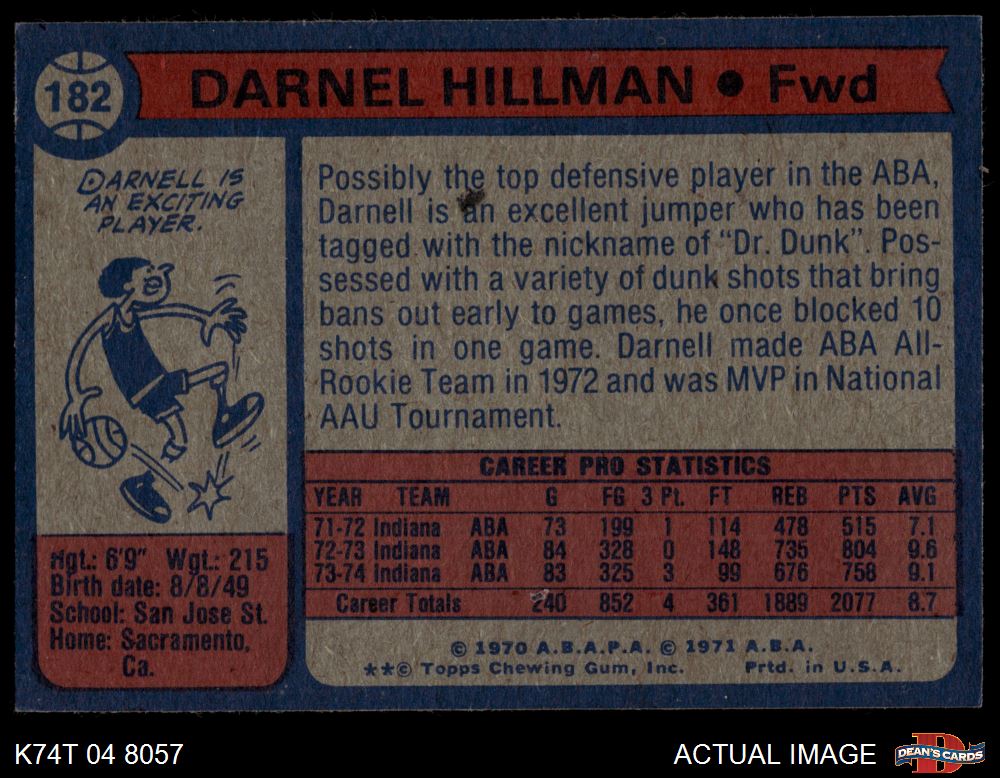 182
DARNEL HILLMAN • Fwd
DARNELL IS
AN EXCITING
PLAYER.
Possibly the top defensive player in the ABA,
Darnell is an excellent jumper who has been
tagged with the nickname of "Dr. Dunk". Pos-
sessed with a variety of dunk shots that bring
bans out early to games, he once blocked 10
shots in one game. Darnell made ABA All-
Rookie Team in 1972 and was MVP in National
AAU Tournament.
Hgt.: 6'9" Wgt.: 215
Birth date: 8/8/49
School: San Jose St.
Home: Sacramento,
Ca.
CAREER PRO STATISTICS
YEAR TEAM G FG 3 Pt. FT REB PTS AVG
71-72 Indiana ABA 73 199 1 114 478 515 7.1
72-73 Indiana ABA 84 328 0 148 735 804 9.6
73-74 Indiana ABA 83 325 3 99 676 758 9.1
Career Totals 240 852 4 361 1889 2077 8.7
© 1970 A.B.A.P.A. © 1971 A.B.A.
**© Topps Chewing Gum, Inc. Prtd. in U.S.A.
K74T 04 8057
ACTUAL IMAGE
DEAN'S CARDS